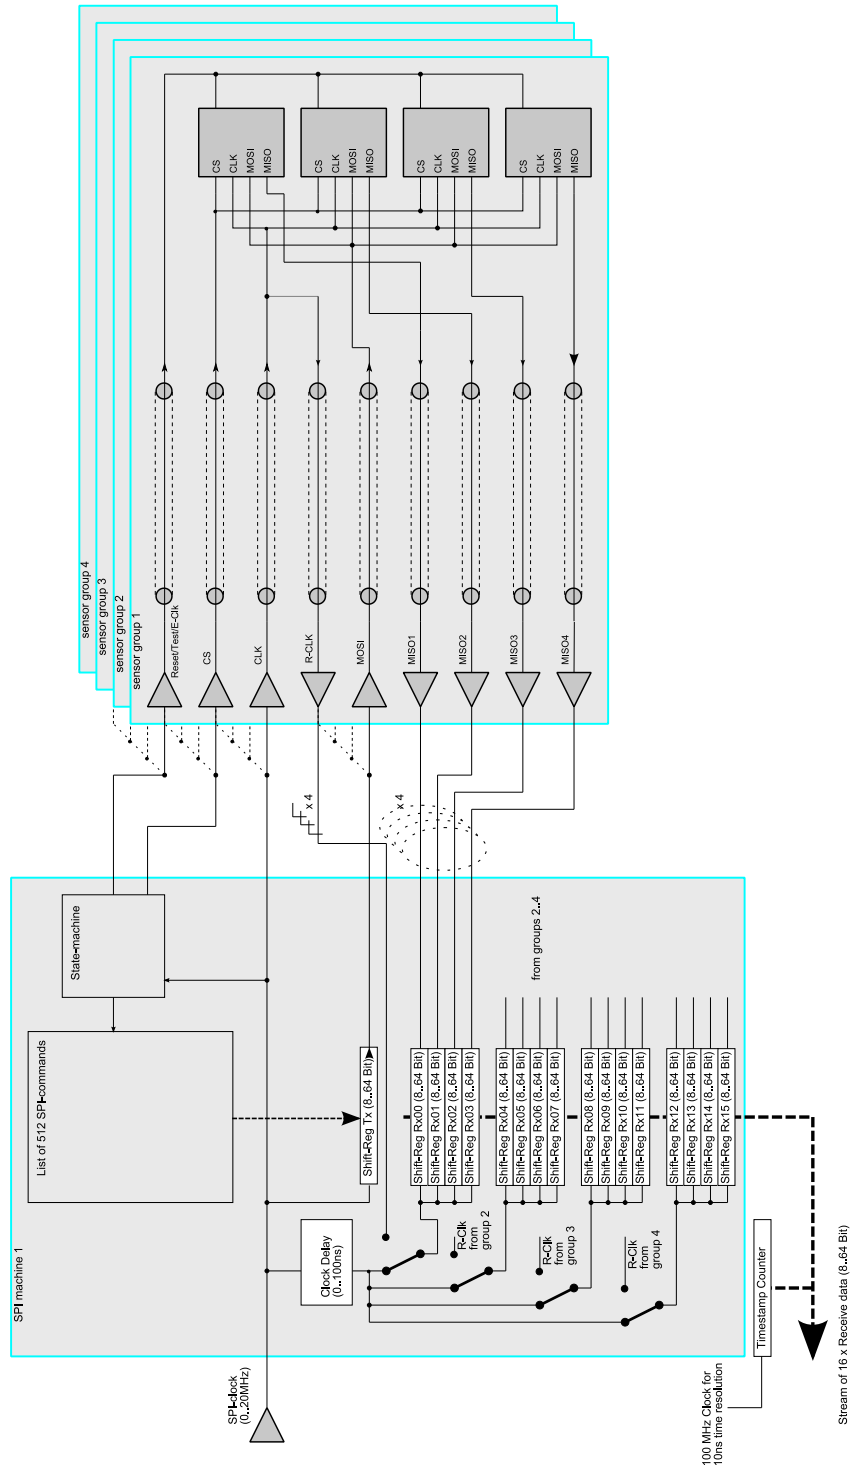 SPI machine 1
List of 512 SPI-commands
State-machine
SPI-clock
(0..20MHz)
Clock Delay
(0..100ns)
Shift-Reg Tx (8..64 Bit)
Shift-Reg Rx00 (8..64 Bit)
Shift-Reg Rx01 (8..64 Bit)
Shift-Reg Rx02 (8..64 Bit)
Shift-Reg Rx03 (8..64 Bit)
Shift-Reg Rx04 (8..64 Bit)
Shift-Reg Rx05 (8..64 Bit)
Shift-Reg Rx06 (8..64 Bit)
Shift-Reg Rx07 (8..64 Bit)
Shift-Reg Rx08 (8..64 Bit)
Shift-Reg Rx09 (8..64 Bit)
Shift-Reg Rx10 (8..64 Bit)
Shift-Reg Rx11 (8..64 Bit)
Shift-Reg Rx12 (8..64 Bit)
Shift-Reg Rx13 (8..64 Bit)
Shift-Reg Rx14 (8..64 Bit)
Shift-Reg Rx15 (8..64 Bit)
R-Clk
from
group 2
R-Clk
from
group 3
R-Clk
from
group 4
from groups 2..4
x 4
x 4
sensor group 4
sensor group 3
sensor group 2
sensor group 1
Reset/Test/E-Clk
CS
CLK
R-CLK
MOSI
MISO1
MISO2
MISO3
MISO4
CS
CLK
MOSI
MISO
CS
CLK
MOSI
MISO
CS
CLK
MOSI
MISO
CS
CLK
MOSI
MISO
Timestamp Counter
100 MHz Clock for
10ns time resolution
Stream of 16 x Receive data (8..64 Bit)